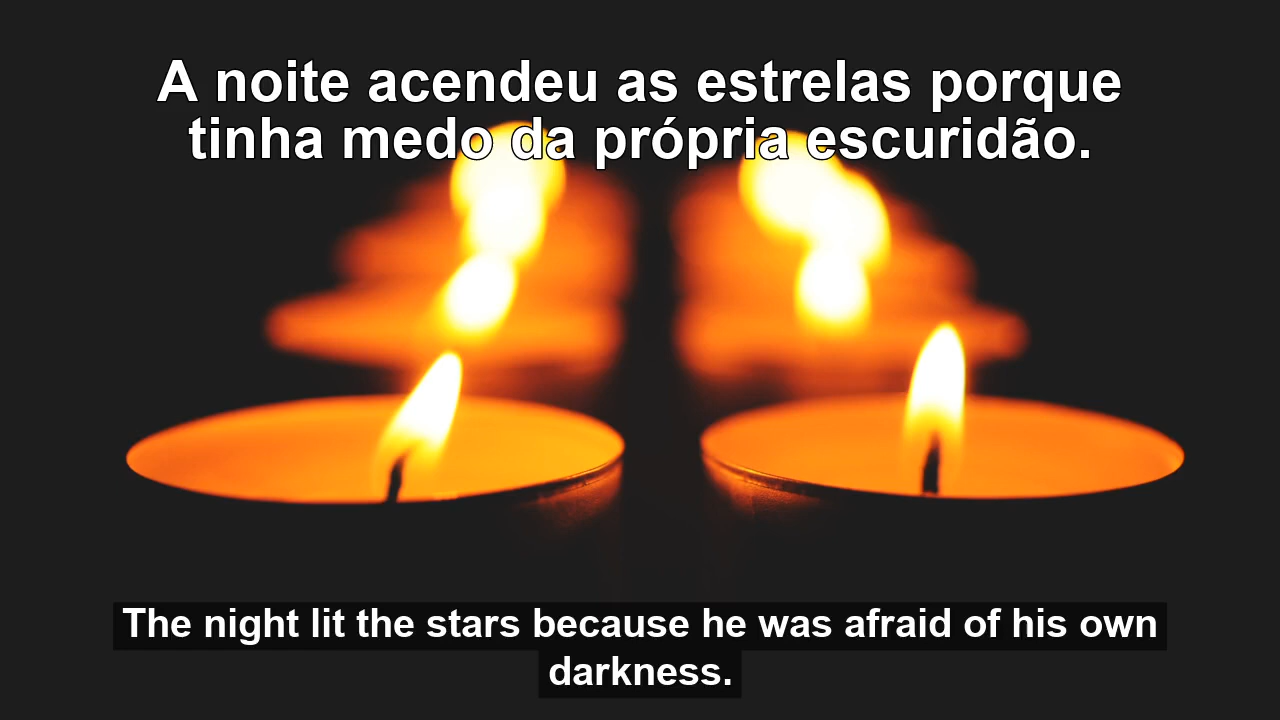 A noite acendeu as estrelas porque
tinha medo da própria escuridão.
The night lit the stars because he was afraid of his own
darkness.